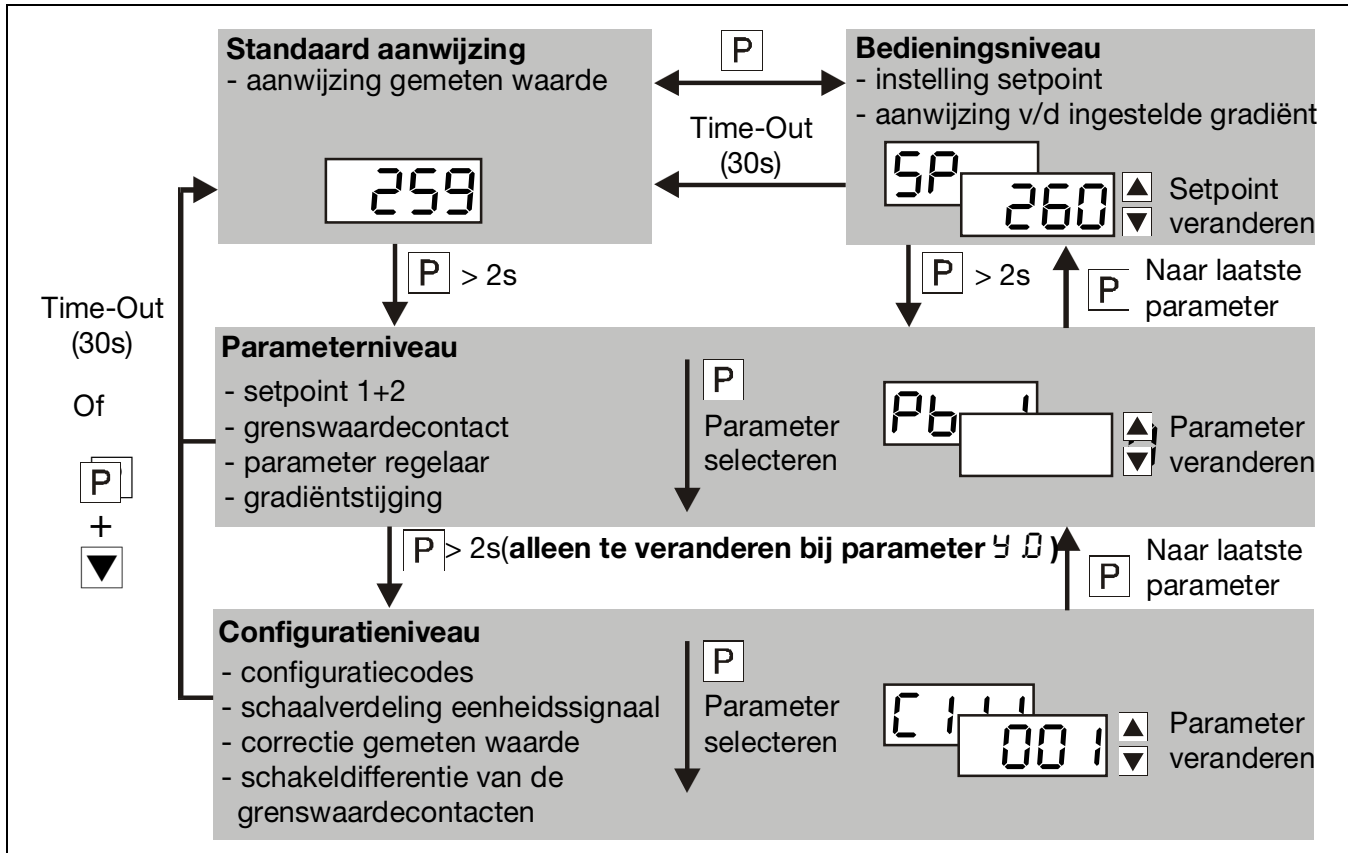 Standaard aanwijzing
- aanwijzing gemeten waarde
259
P
Time-Out
(30s)
Bedieningsniveau
- instelling setpoint
- aanwijzing v/d ingestelde gradiënt
SP
260
Setpoint
veranderen
P > 2s
P > 2s
P
Naar laatste
parameter
Time-Out
(30s)
Of
P
+
Parameterniveau
- setpoint 1+2
- grenswaardecontact
- parameter regelaar
- gradiëntstijging
P
Parameter
selecteren
Pb 1
Parameter
veranderen
P > 2s(alleen te veranderen bij parameter y.0)
P
Naar laatste
parameter
Configuratieniveau
- configuratiecodes
- schaalverdeling eenheidssignaal
- correctie gemeten waarde
- schakeldifferentie van de
grenswaardecontacten
P
Parameter
selecteren
001
Parameter
veranderen